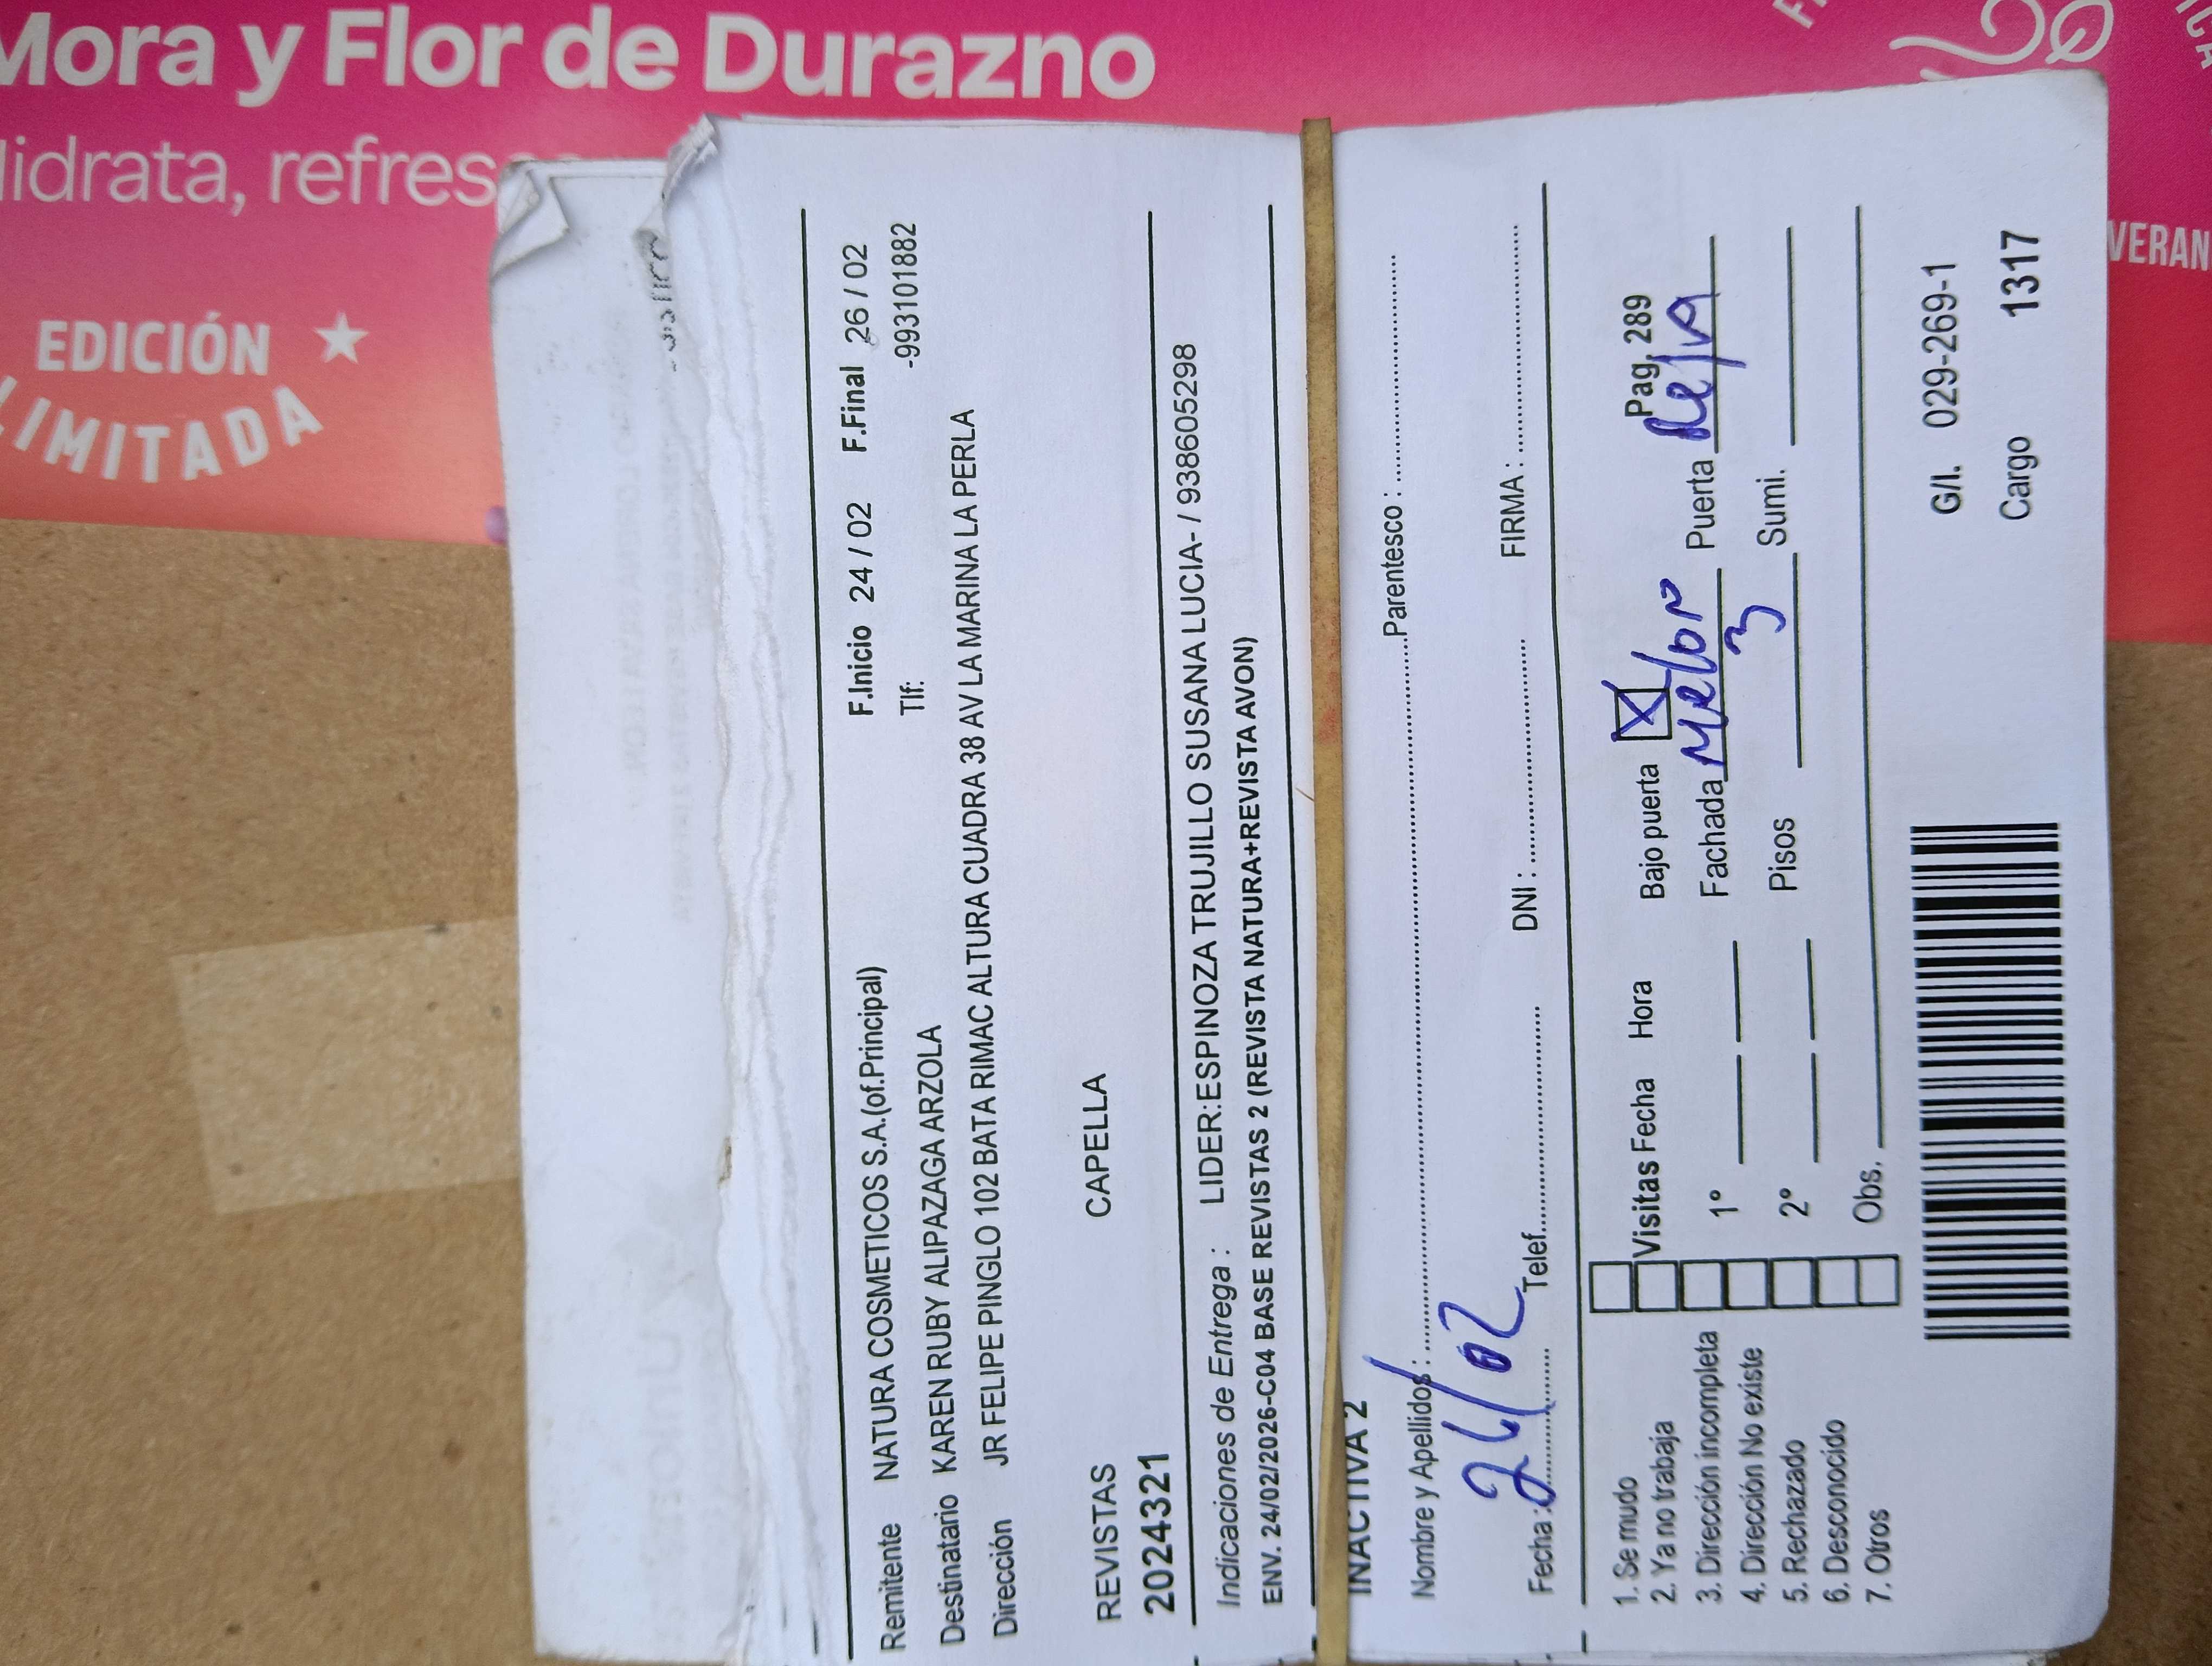 Mora y Flor de Durazno
Hidrata, refres
EDICIÓN
LIMITADA
VERAN
F.Inicio 24 / 02 F.Final 26 / 02
Remitente NATURA COSMETICOS S.A.(of.Principal) Tlf: -993101882
Destinatario KAREN RUBY ALIPAZAGA ARZOLA
Dirección JR FELIPE PINGLO 102 BATA RIMAC ALTURA CUADRA 38 AV LA MARINA LA PERLA
REVISTAS CAPELLA
2024321
Indicaciones de Entrega : LIDER:ESPINOZA TRUJILLO SUSANA LUCIA- / 938605298
ENV. 24/02/2026-C04 BASE REVISTAS 2 (REVISTA NATURA+REVISTA AVON)
INACTIVA 2
Nombre y Apellidos : Parentesco :
Fecha : Telef. DNI : FIRMA :
Pag, 289
1. Se mudo
2. Ya no trabaja
3. Dirección incompleta
4. Dirección No existe
5. Rechazado
6. Desconocido
7. Otros
Visitas Fecha Hora Bajo puerta X
1º Fachada Puerta
2º Pisos 3 Sumi.
Obs.
G/I. 029-269-1
Cargo 1317